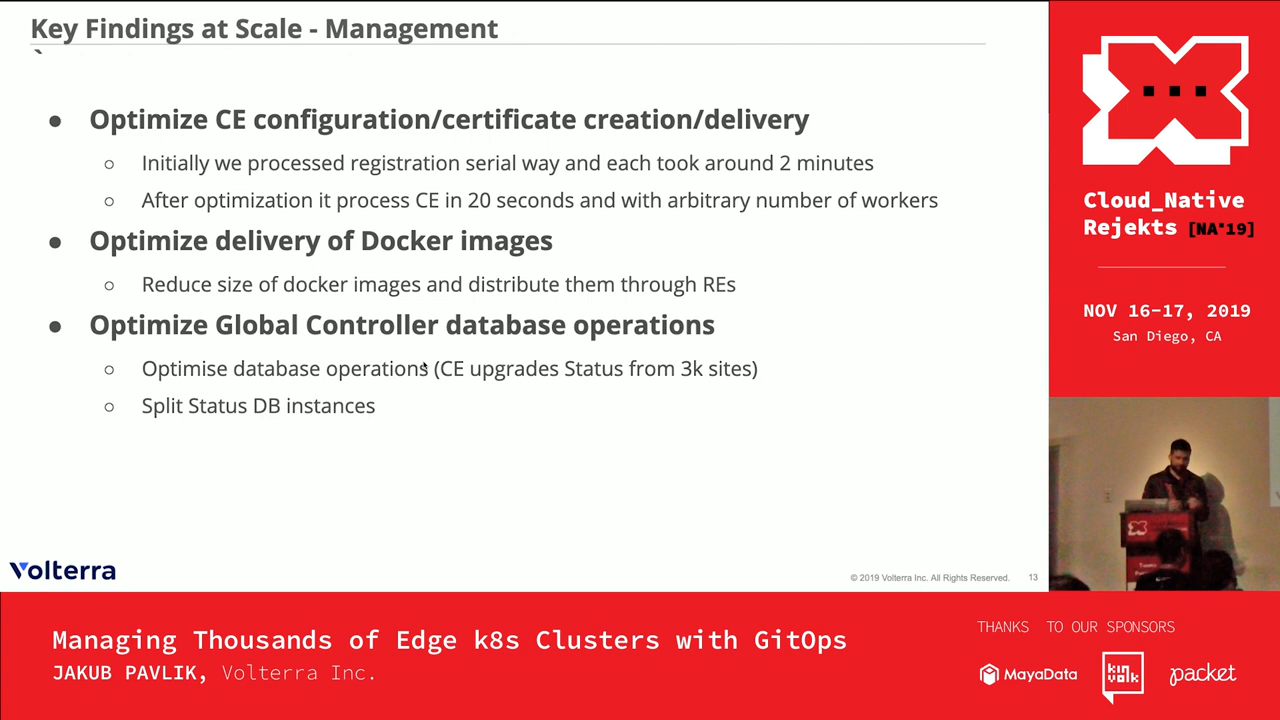 Key Findings at Scale - Management
`
● Optimize CE configuration/certificate creation/delivery
○ Initially we processed registration serial way and each took around 2 minutes
○ After optimization it process CE in 20 seconds and with arbitrary number of workers
● Optimize delivery of Docker images
○ Reduce size of docker images and distribute them through REs
● Optimize Global Controller database operations
○ Optimise database operations (CE upgrades Status from 3k sites)
○ Split Status DB instances
Volterra
© 2019 Volterra Inc. All Rights Reserved. 13
Cloud_Native
Rejekts [NA'19]
NOV 16-17, 2019
San Diego, CA
Managing Thousands of Edge k8s Clusters with GitOps
JAKUB PAVLIK, Volterra Inc.
THANKS TO OUR SPONSORS
MayaData
kin
volk
packet